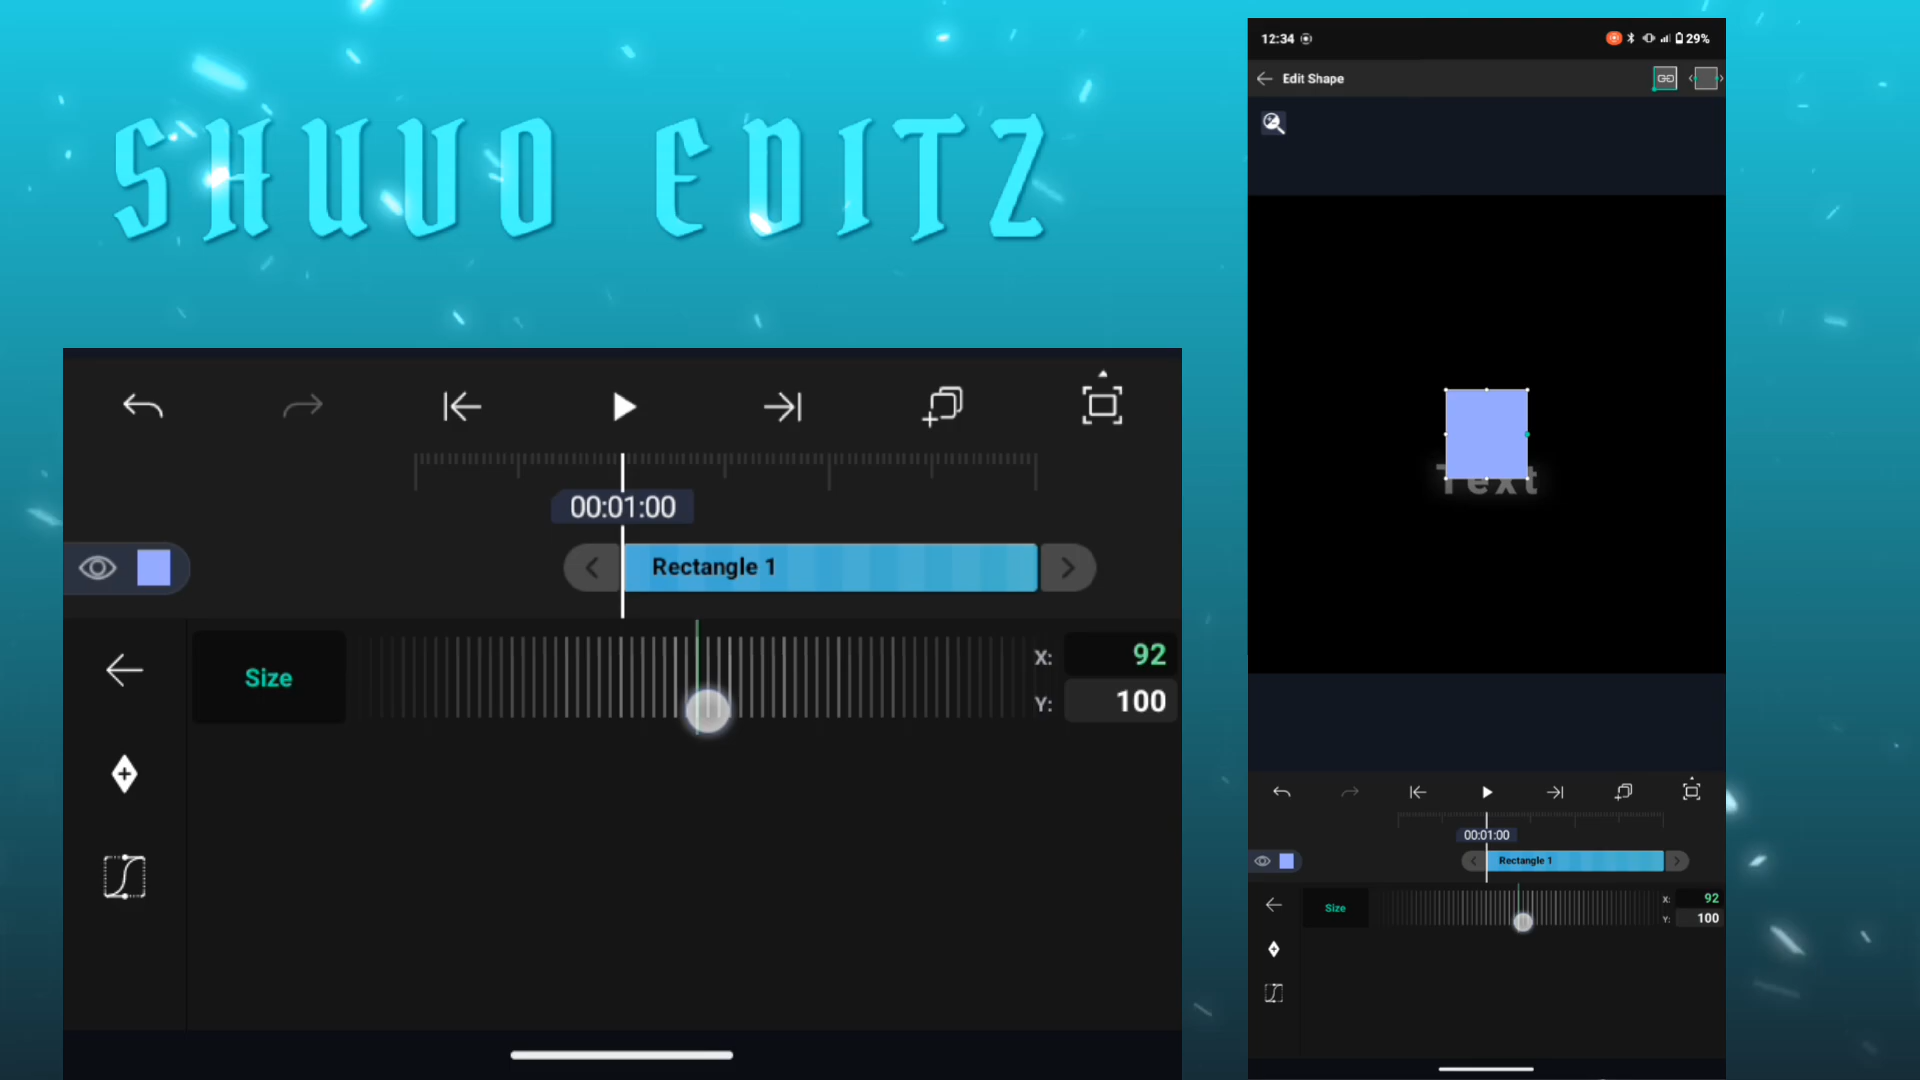 SHUVO EDITZ
00:01:00
Rectangle 1
Size
X: 92
Y: 100
12:34
29%
Edit Shape
Text
00:01:00
Rectangle 1
Size
X: 92
Y: 100